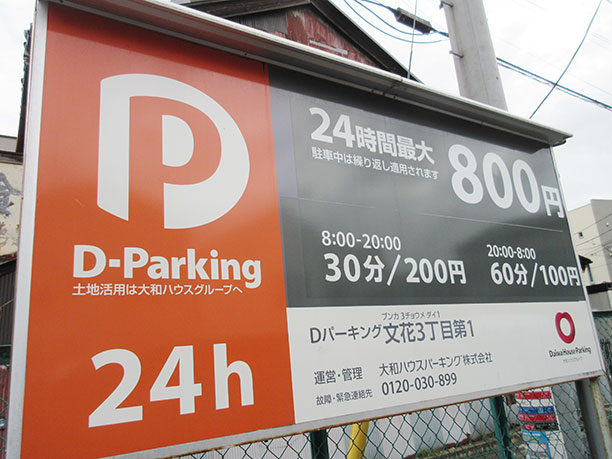 D-Parking
土地活用は大和ハウスグループへ
24h
24時間最大
駐車中は繰り返し適用されます
800円
8:00-20:00
30分/200円
20:00-8:00
60分/100円
ブンカ 3チョウメ ダイ1
Dパーキング 文花3丁目第1
運営・管理 大和ハウスパーキング株式会社
故障・緊急連絡先 0120-030-899
Daiwa House Parking